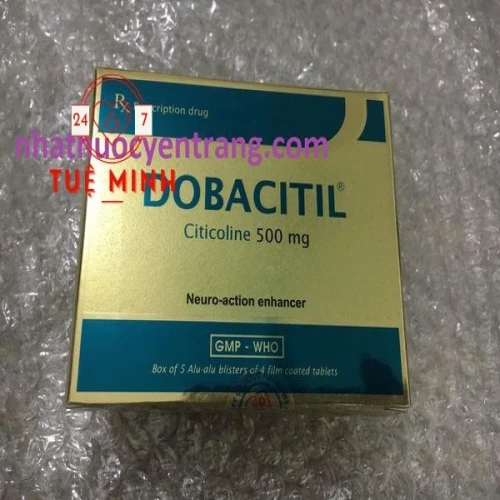 Rx
scription drug
24 7
nhathuocyentrang.com
TUỆ MINH
DOBACITIL®
Citicoline 500 mg
Neuro-action enhancer
GMP - WHO
Box of 5 Alu-alu blisters of 4 film coated tablets